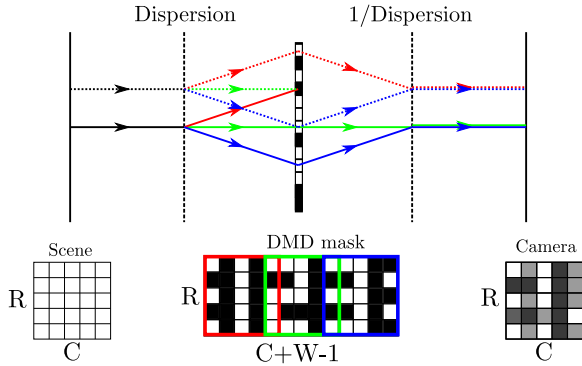 Dispersion
1/Dispersion
Scene
DMD mask
Camera
R
R
R
C
C+W-1
C